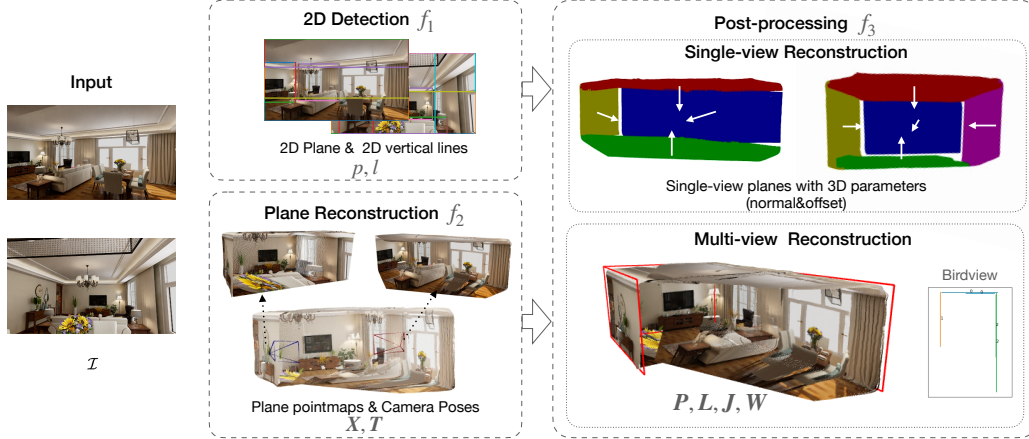 Input
𝓘
2D Detection f₁
2D Plane & 2D vertical lines
p, l
Plane Reconstruction f₂
Plane pointmaps & Camera Poses
X, T
Post-processing f₃
Single-view Reconstruction
Single-view planes with 3D parameters
(normal&offset)
Multi-view Reconstruction
Birdview
P, L, J, W